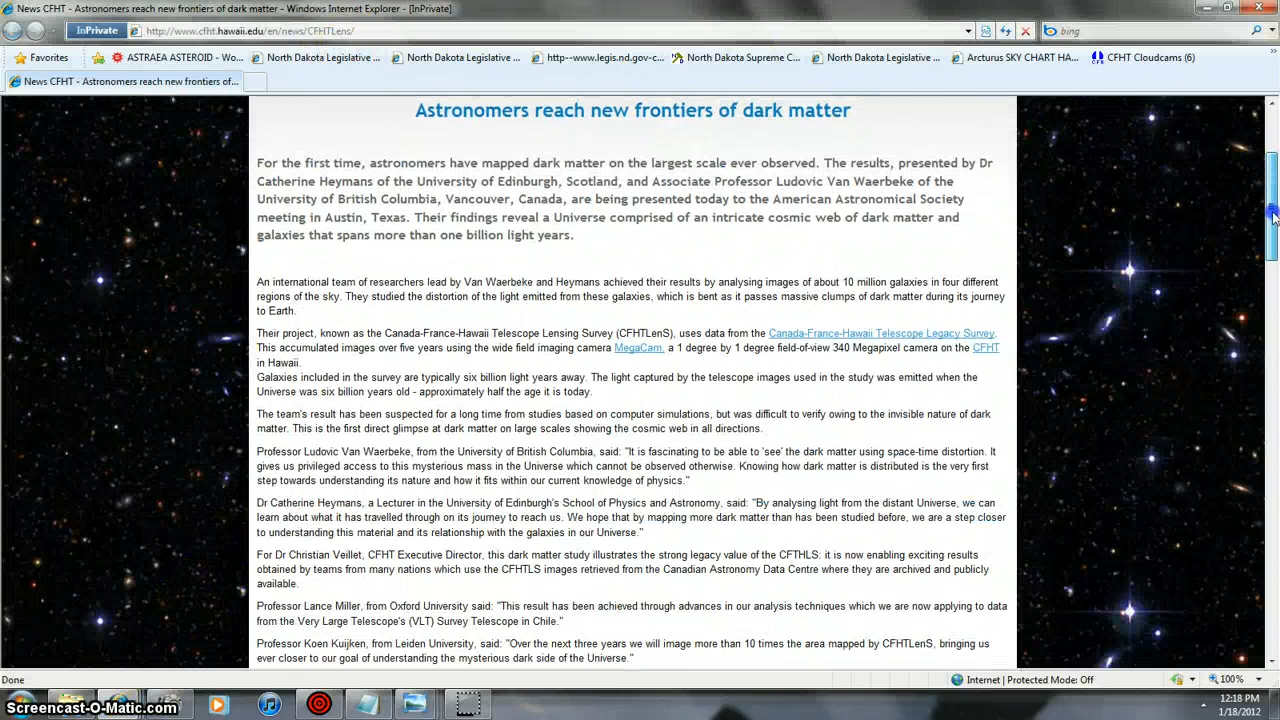 News CFHT - Astronomers reach new frontiers of dark matter - Windows Internet Explorer - [InPrivate]
InPrivate http://www.cfht.hawaii.edu/en/news/CFHTLens/ bing
Favorites ASTRAEA ASTEROID - Wo... North Dakota Legislative ... North Dakota Legislative ... http--www.legis.nd.gov-c... North Dakota Supreme C... North Dakota Legislative ... Arcturus SKY CHART HA... CFHT Cloudcams (6)
News CFHT - Astronomers reach new frontiers of...
Astronomers reach new frontiers of dark matter
For the first time, astronomers have mapped dark matter on the largest scale ever observed. The results, presented by Dr
Catherine Heymans of the University of Edinburgh, Scotland, and Associate Professor Ludovic Van Waerbeke of the
University of British Columbia, Vancouver, Canada, are being presented today to the American Astronomical Society
meeting in Austin, Texas. Their findings reveal a Universe comprised of an intricate cosmic web of dark matter and
galaxies that spans more than one billion light years.
An international team of researchers lead by Van Waerbeke and Heymans achieved their results by analysing images of about 10 million galaxies in four different
regions of the sky. They studied the distortion of the light emitted from these galaxies, which is bent as it passes massive clumps of dark matter during its journey
to Earth.
Their project, known as the Canada-France-Hawaii Telescope Lensing Survey (CFHTLenS), uses data from the Canada-France-Hawaii Telescope Legacy Survey.
This accumulated images over five years using the wide field imaging camera MegaCam, a 1 degree by 1 degree field-of-view 340 Megapixel camera on the CFHT
in Hawaii.
Galaxies included in the survey are typically six billion light years away. The light captured by the telescope images used in the study was emitted when the
Universe was six billion years old - approximately half the age it is today.
The team's result has been suspected for a long time from studies based on computer simulations, but was difficult to verify owing to the invisible nature of dark
matter. This is the first direct glimpse at dark matter on large scales showing the cosmic web in all directions.
Professor Ludovic Van Waerbeke, from the University of British Columbia, said: "It is fascinating to be able to 'see' the dark matter using space-time distortion. It
gives us privileged access to this mysterious mass in the Universe which cannot be observed otherwise. Knowing how dark matter is distributed is the very first
step towards understanding its nature and how it fits within our current knowledge of physics."
Dr Catherine Heymans, a Lecturer in the University of Edinburgh's School of Physics and Astronomy, said: "By analysing light from the distant Universe, we can
learn about what it has travelled through on its journey to reach us. We hope that by mapping more dark matter than has been studied before, we are a step closer
to understanding this material and its relationship with the galaxies in our Universe."
For Dr Christian Veillet, CFHT Executive Director, this dark matter study illustrates the strong legacy value of the CFTHLS: it is now enabling exciting results
obtained by teams from many nations which use the CFHTLS images retrieved from the Canadian Astronomy Data Centre where they are archived and publicly
available.
Professor Lance Miller, from Oxford University said: "This result has been achieved through advances in our analysis techniques which we are now applying to data
from the Very Large Telescope's (VLT) Survey Telescope in Chile."
Professor Koen Kuijken, from Leiden University, said: "Over the next three years we will image more than 10 times the area mapped by CFHTLenS, bringing us
ever closer to our goal of understanding the mysterious dark side of the Universe."
Done Internet | Protected Mode: Off 100%
Screencast-O-Matic.com 12:18 PM
1/18/2012